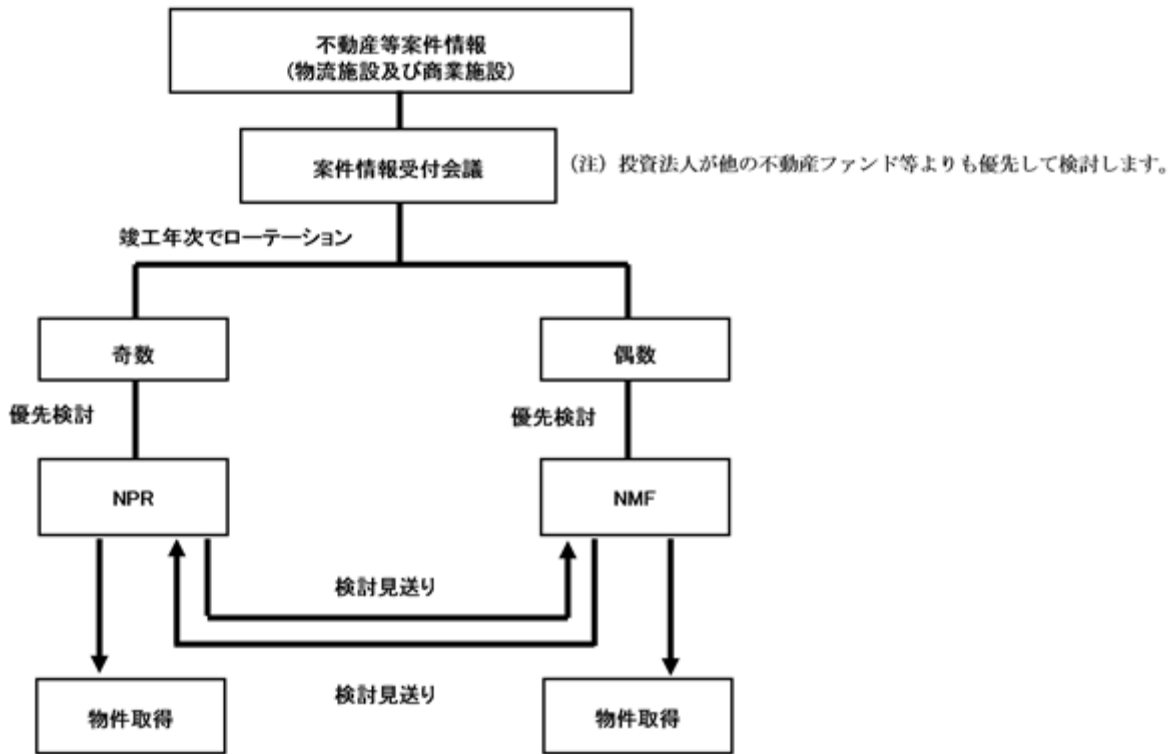 不動産等案件情報
(物流施設及び商業施設)
案件情報受付会議
(注) 投資法人が他の不動産ファンド等よりも優先して検討します。
竣工年次でローテーション
奇数
偶数
優先検討
優先検討
NPR
NMF
検討見送り
検討見送り
物件取得
物件取得